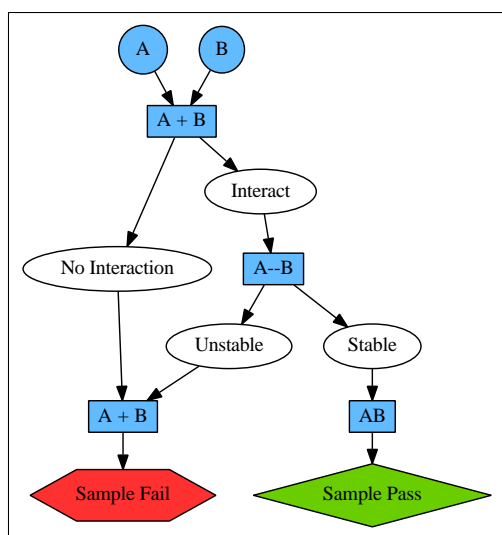 A
B
A + B
Interact
No Interaction
A--B
Unstable
Stable
A + B
AB
Sample Fail
Sample Pass